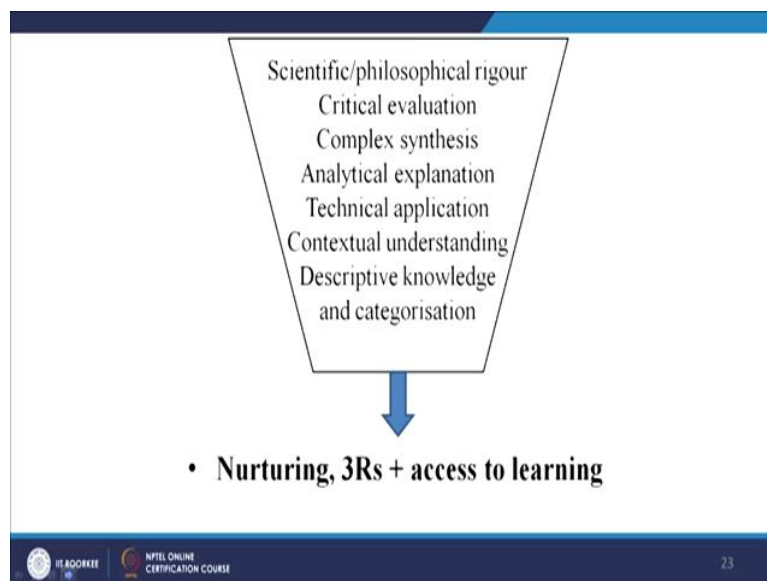 Scientific/philosophical rigour
Critical evaluation
Complex synthesis
Analytical explanation
Technical application
Contextual understanding
Descriptive knowledge
and categorisation
• Nurturing, 3Rs + access to learning
IIT ROORKEE
NPTEL ONLINE
CERTIFICATION COURSE
23